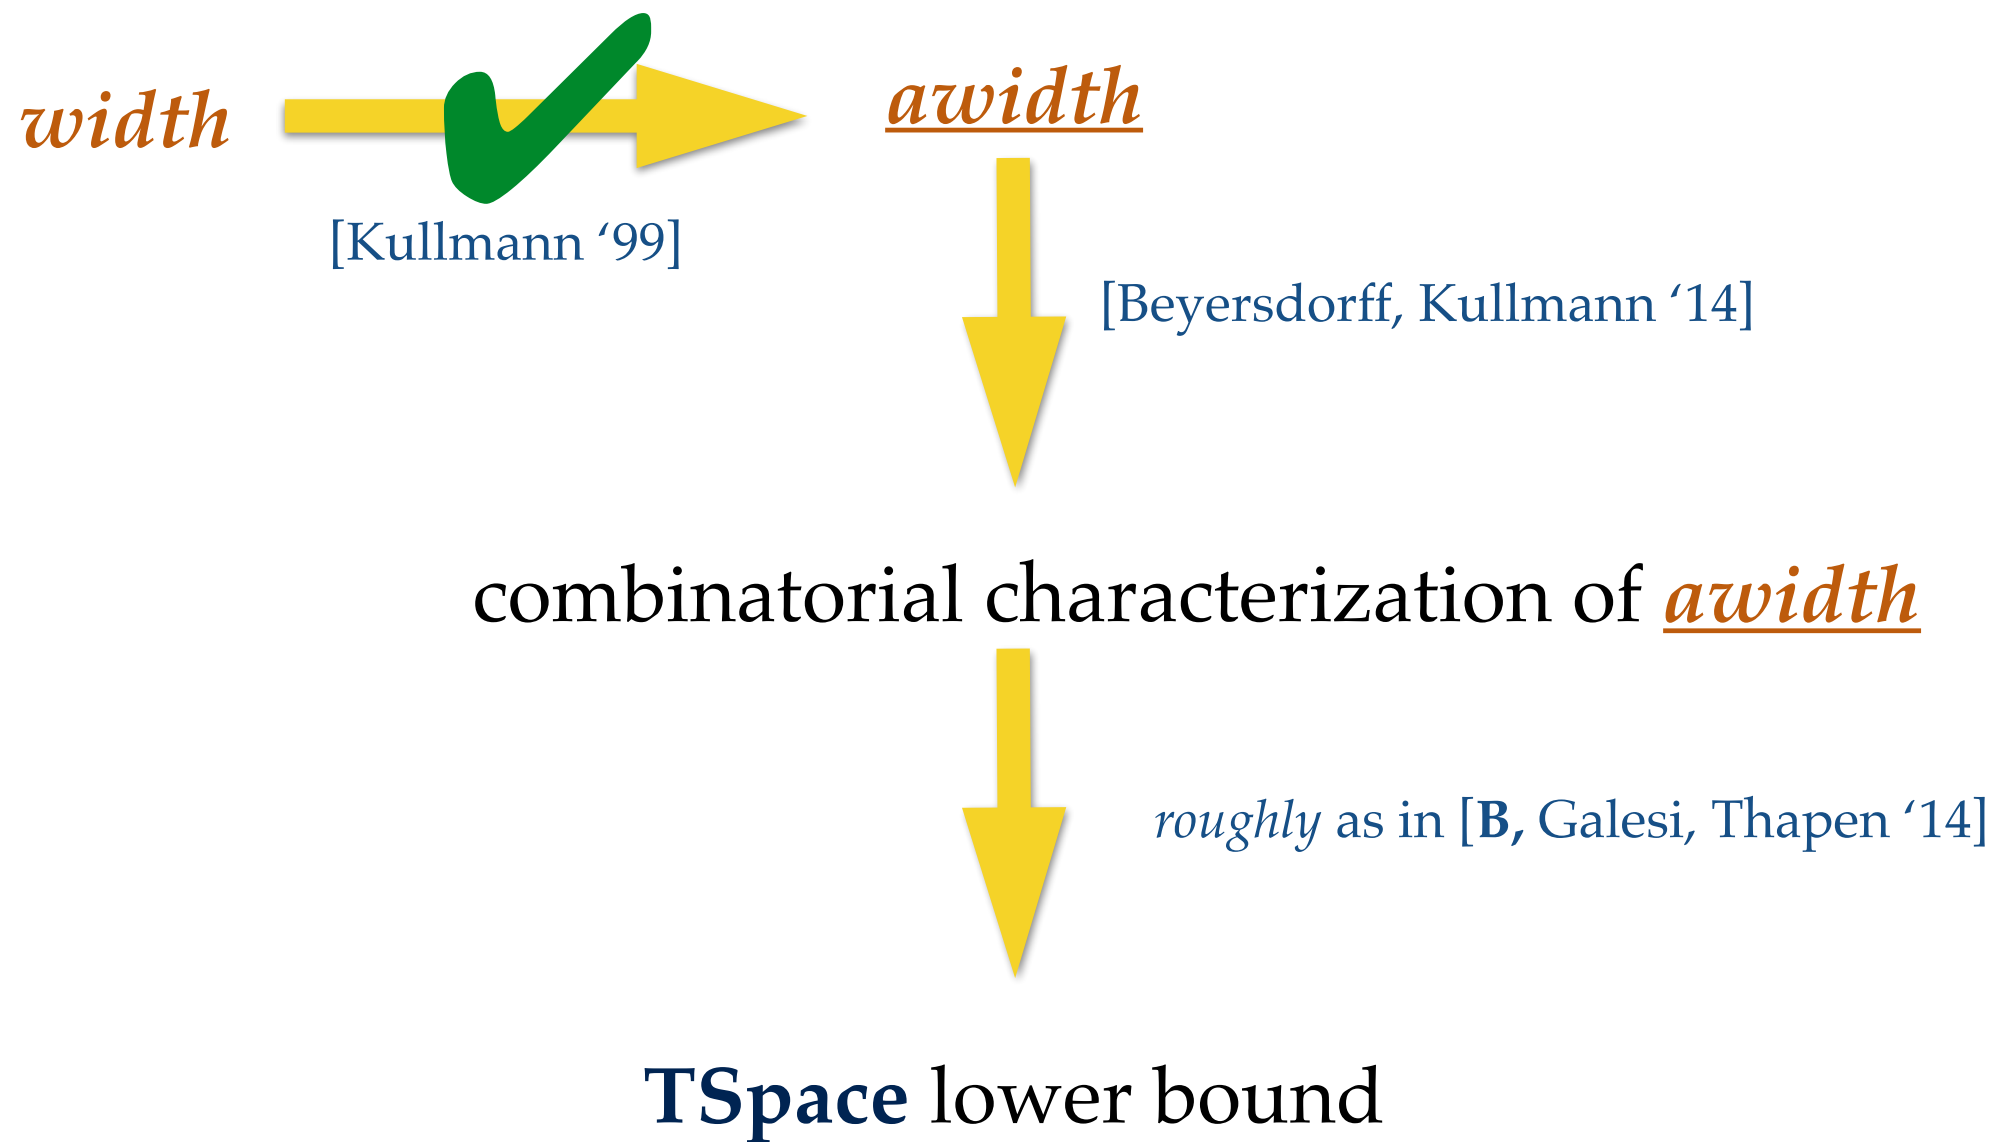 width
awidth
[Kullmann ‘99]
[Beyersdorff, Kullmann ‘14]
combinatorial characterization of awidth
roughly as in [B, Galesi, Thapen ‘14]
TSpace lower bound